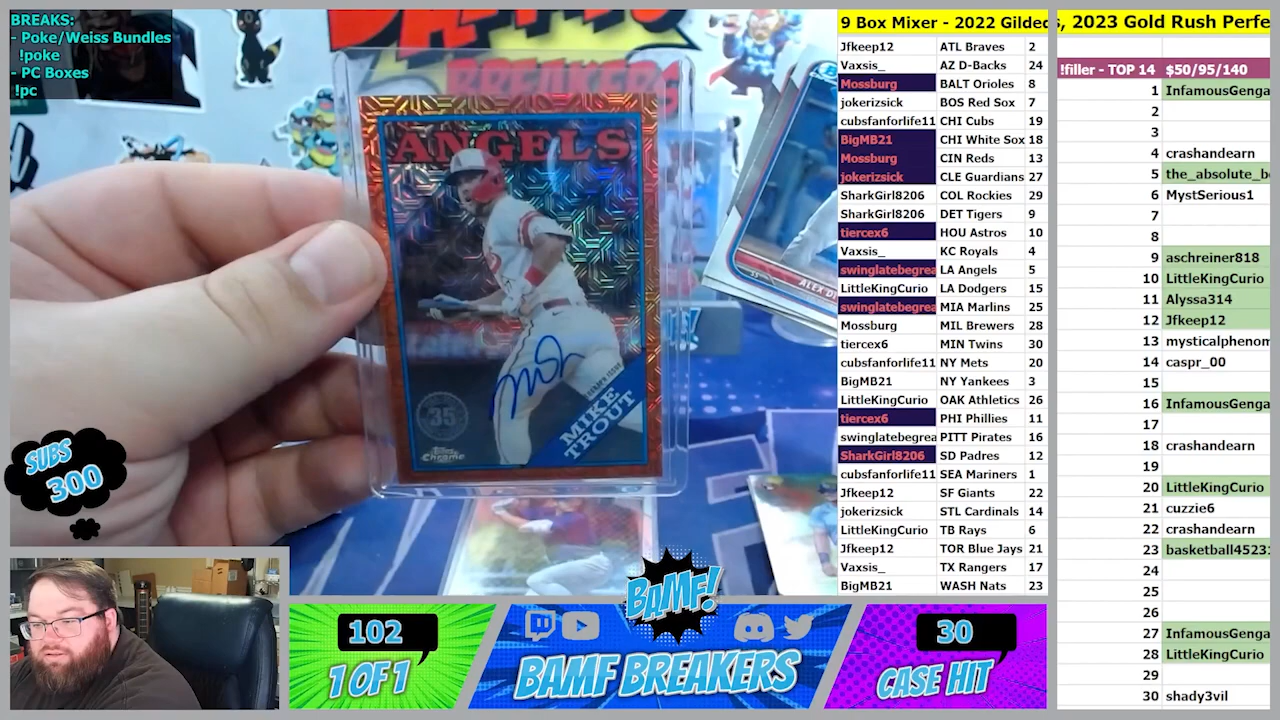 BREAKS:
- Poke/Weiss Bundles
!poke
- PC Boxes
!pc
ANGELS
MIKE
TROUT
35
Topps
Chrome
ALEX
SUBS
300
9 Box Mixer - 2022 Gilded
Jfkeep12 ATL Braves 2
Vaxsis_ AZ D-Backs 24
Mossburg BALT Orioles 8
jokerizsick BOS Red Sox 7
cubsfanforlife11 CHI Cubs 19
BigMB21 CHI White Sox 18
Mossburg CIN Reds 13
jokerizsick CLE Guardians 27
SharkGirl8206 COL Rockies 29
SharkGirl8206 DET Tigers 9
tiercex6 HOU Astros 10
Vaxsis_ KC Royals 4
swinglatebegrea LA Angels 5
LittleKingCurio LA Dodgers 15
swinglatebegrea MIA Marlins 25
Mossburg MIL Brewers 28
tiercex6 MIN Twins 30
cubsfanforlife11 NY Mets 20
BigMB21 NY Yankees 3
LittleKingCurio OAK Athletics 26
tiercex6 PHI Phillies 11
swinglatebegrea PITT Pirates 16
SharkGirl8206 SD Padres 12
cubsfanforlife11 SEA Mariners 1
Jfkeep12 SF Giants 22
jokerizsick STL Cardinals 14
LittleKingCurio TB Rays 6
Jfkeep12 TOR Blue Jays 21
Vaxsis_ TX Rangers 17
BigMB21 WASH Nats 23
s, 2023 Gold Rush Perfe
!filler - TOP 14 $50/95/140
1 InfamousGenga
2
3
4 crashandearn
5 the_absolute_b
6 MystSerious1
7
8
9 aschreiner818
10 LittleKingCurio
11 Alyssa314
12 Jfkeep12
13 mysticalphenom
14 caspr_00
15
16 InfamousGenga
17
18 crashandearn
19
20 LittleKingCurio
21 cuzzie6
22 crashandearn
23 basketball4523
24
25
26
27 InfamousGenga
28 LittleKingCurio
29
30 shady3vil
102
1 OF 1
BAMF!
BAMF BREAKERS
30
CASE HIT